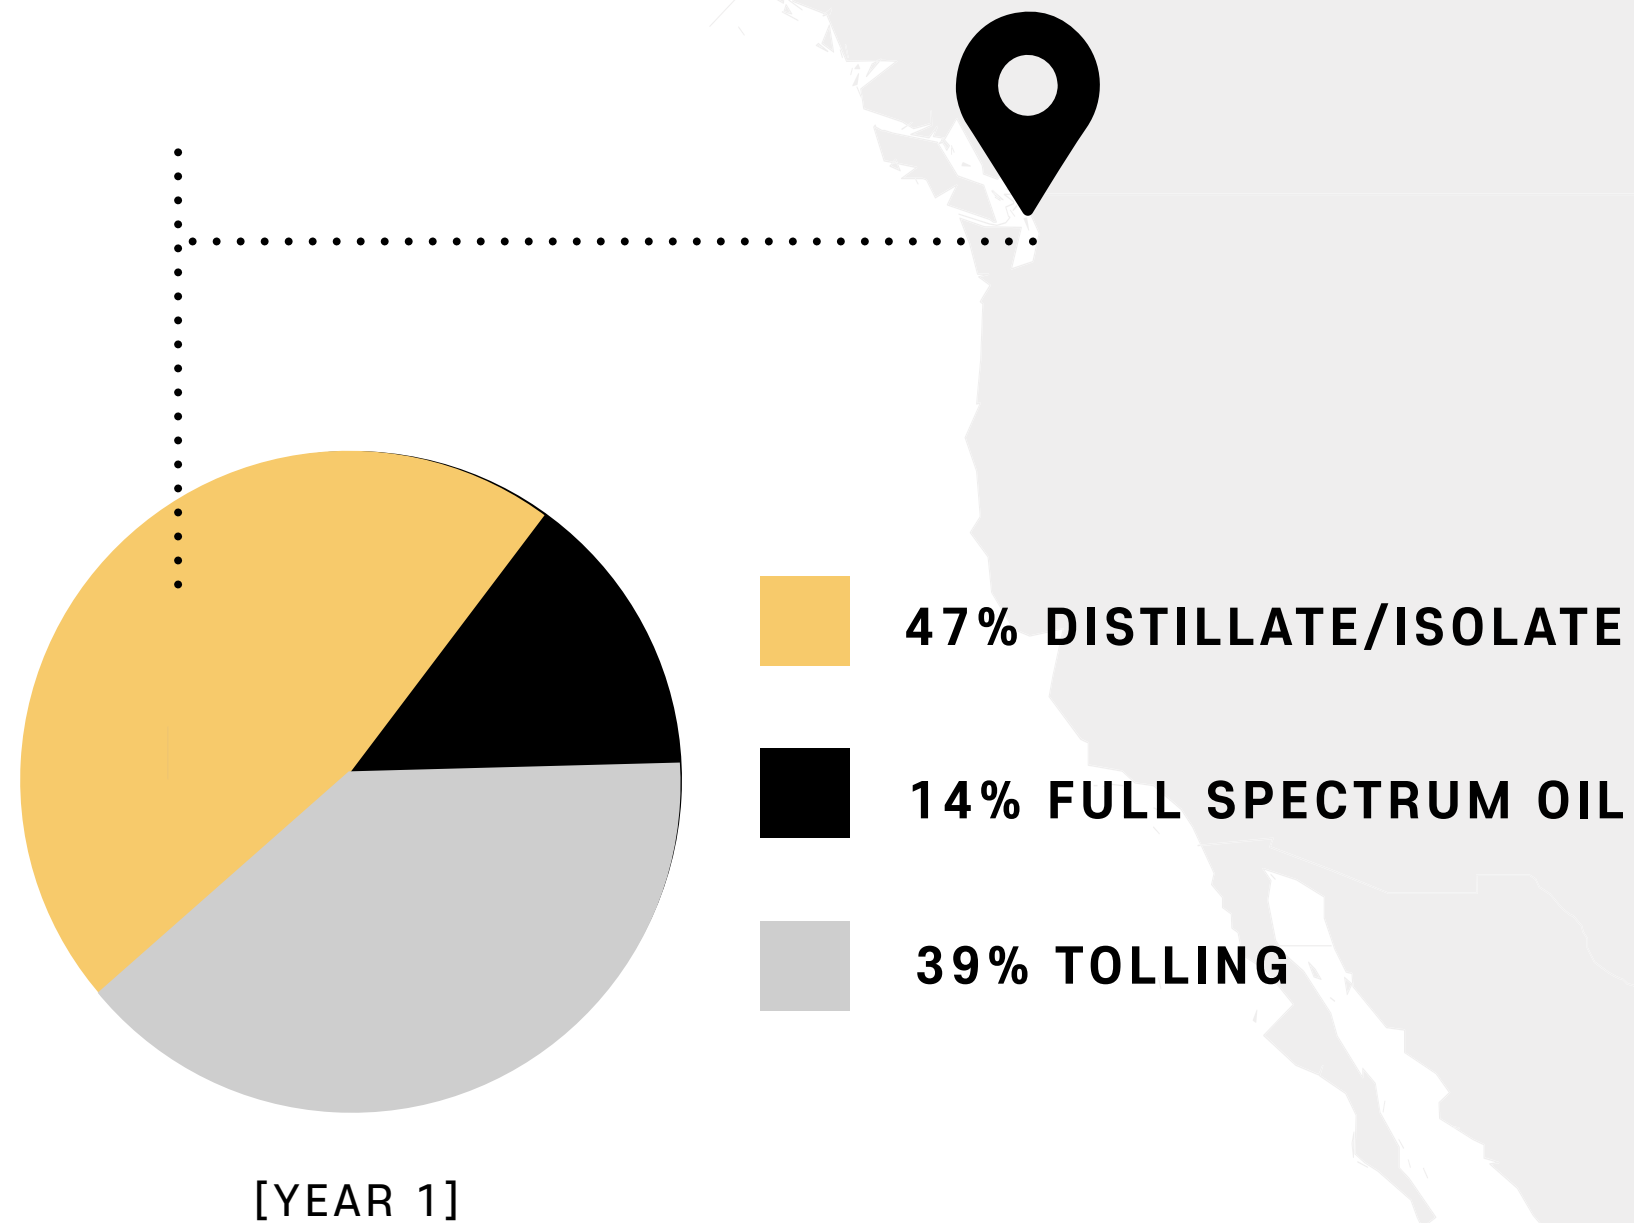 47% DISTILLATE/ISOLATE
14% FULL SPECTRUM OIL
39% TOLLING
[YEAR 1]